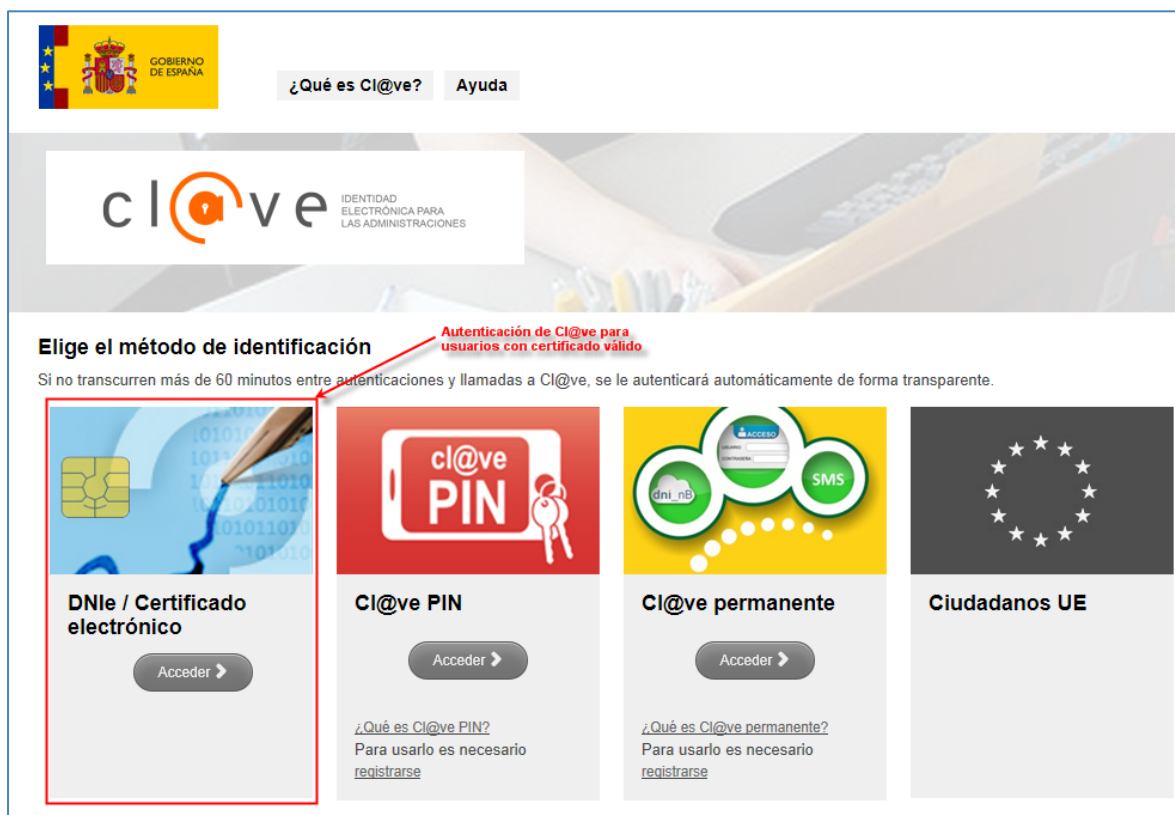 GOBIERNO
DE ESPAÑA
¿Qué es Cl@ve?
Ayuda
cl@ve
IDENTIDAD
ELECTRÓNICA PARA
LAS ADMINISTRACIONES
Autenticación de Cl@ve para
usuarios con certificado válido
Elige el método de identificación
Si no transcurren más de 60 minutos entre autenticaciones y llamadas a Cl@ve, se le autenticará automáticamente de forma transparente.
DNIe / Certificado
electrónico
Acceder
cl@ve
PIN
Cl@ve PIN
Acceder
¿Qué es Cl@ve PIN?
Para usarlo es necesario
registrarse
ACCESO
USUARIO
CONTRASEÑA
dni_nB
SMS
Cl@ve permanente
Acceder
¿Qué es Cl@ve permanente?
Para usarlo es necesario
registrarse
Ciudadanos UE